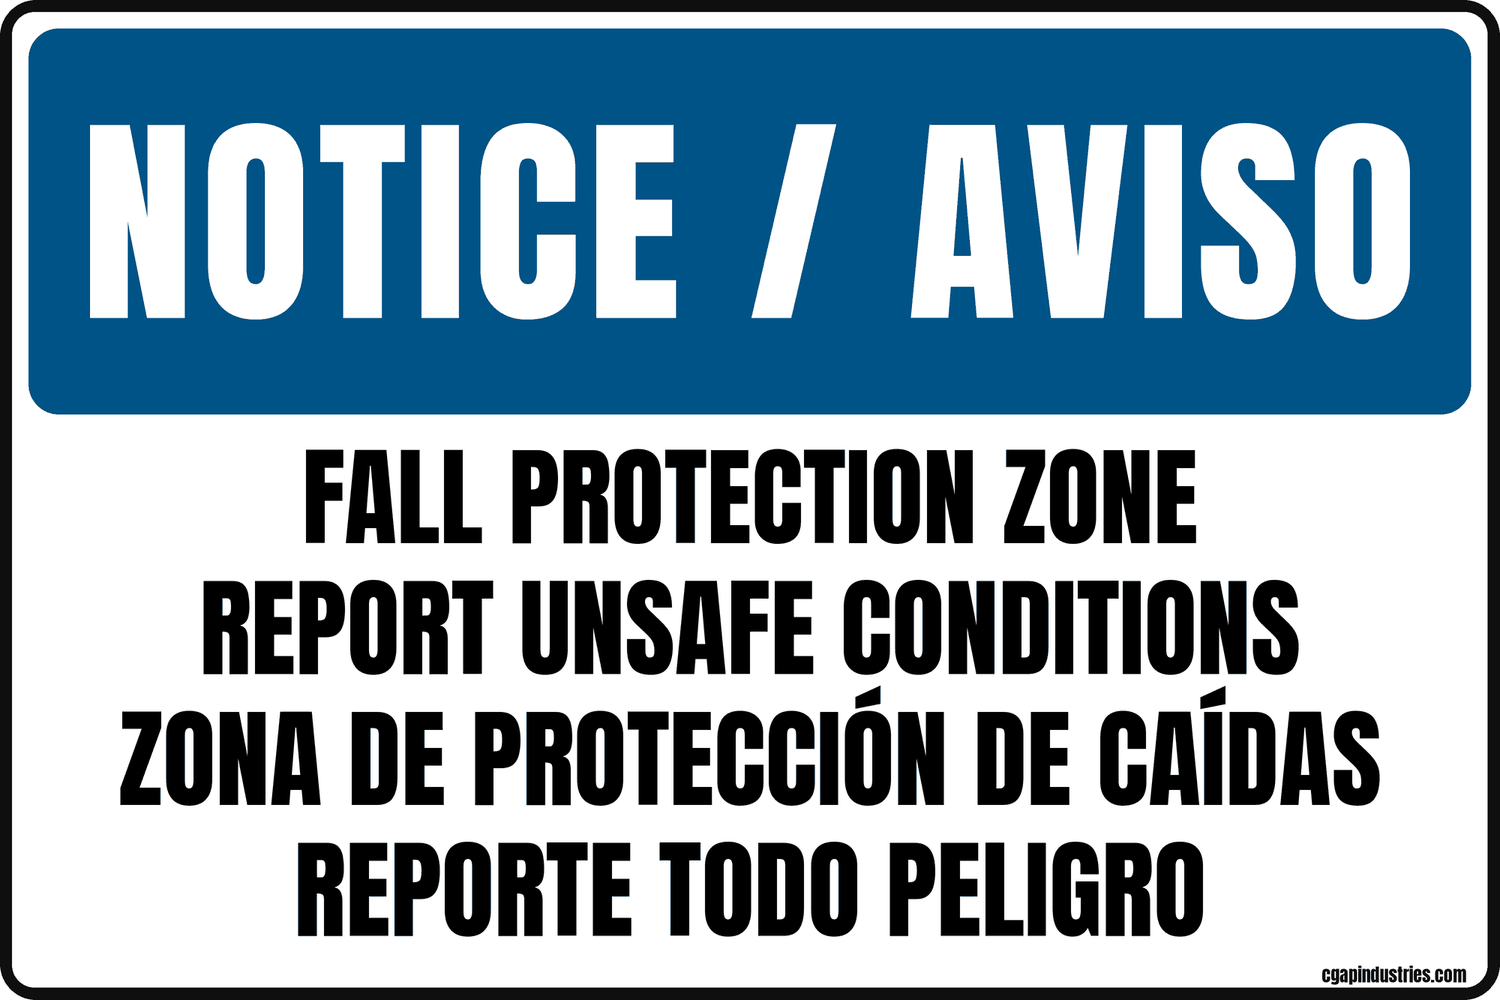 NOTICE / AVISO
FALL PROTECTION ZONE
REPORT UNSAFE CONDITIONS
ZONA DE PROTECCIÓN DE CAÍDAS
REPORTE TODO PELIGRO
cgapindustries.com